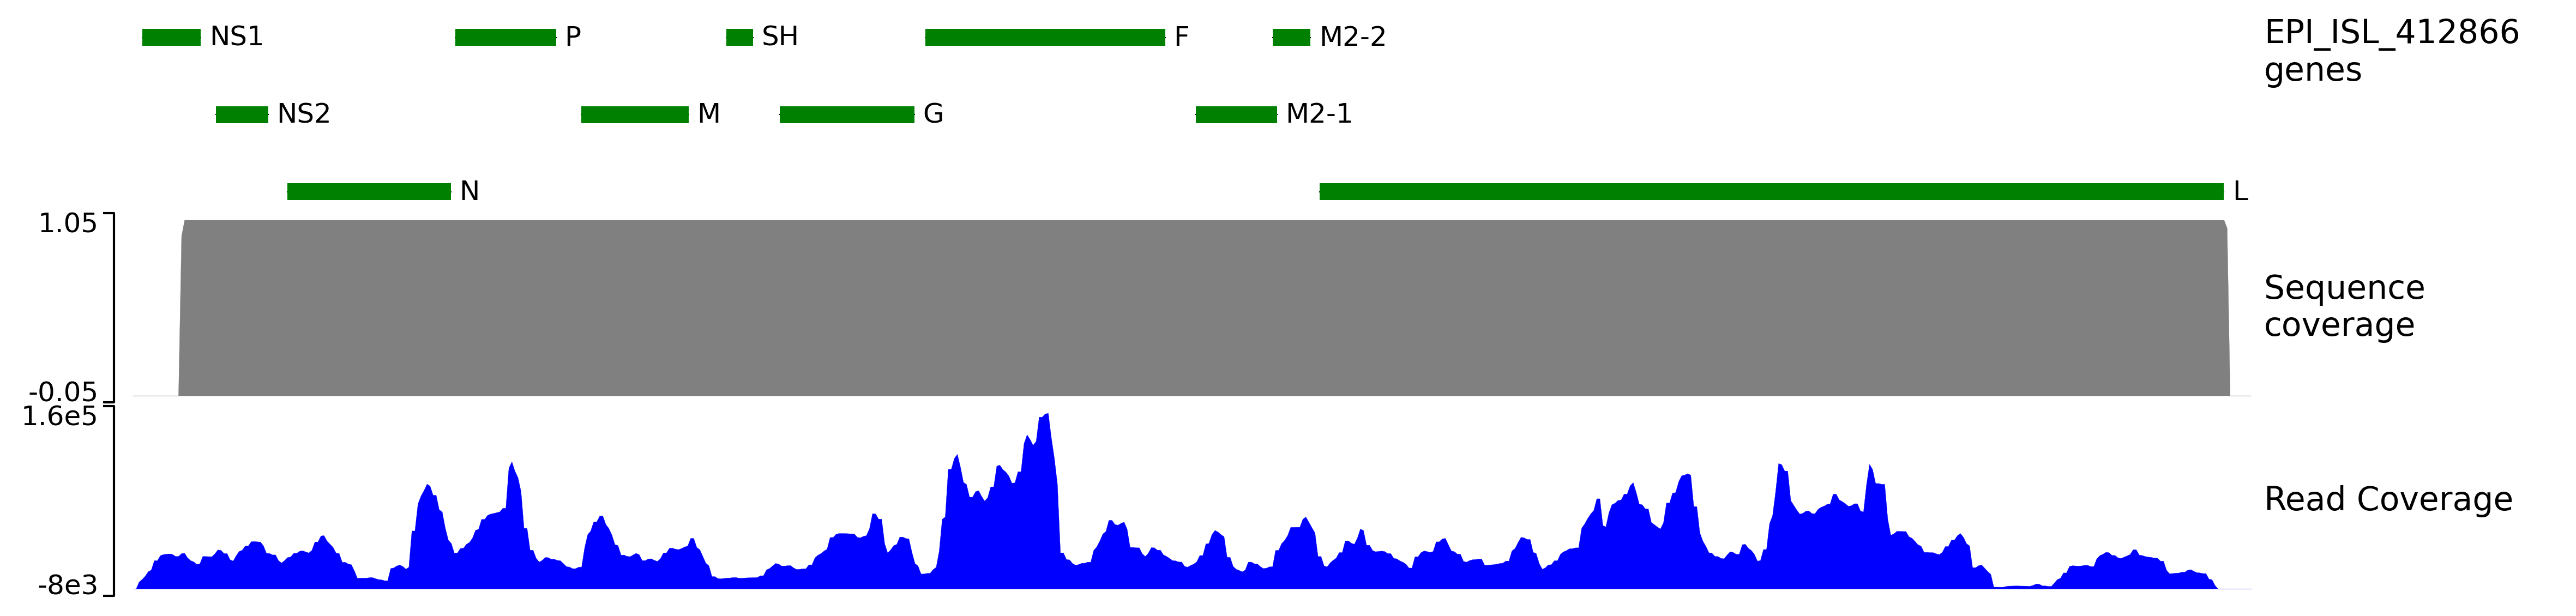 NS1
P
SH
F
M2-2
EPI_ISL_412866
genes
NS2
M
G
M2-1
N
L
1.05
Sequence
coverage
-0.05
1.6e5
Read Coverage
-8e3